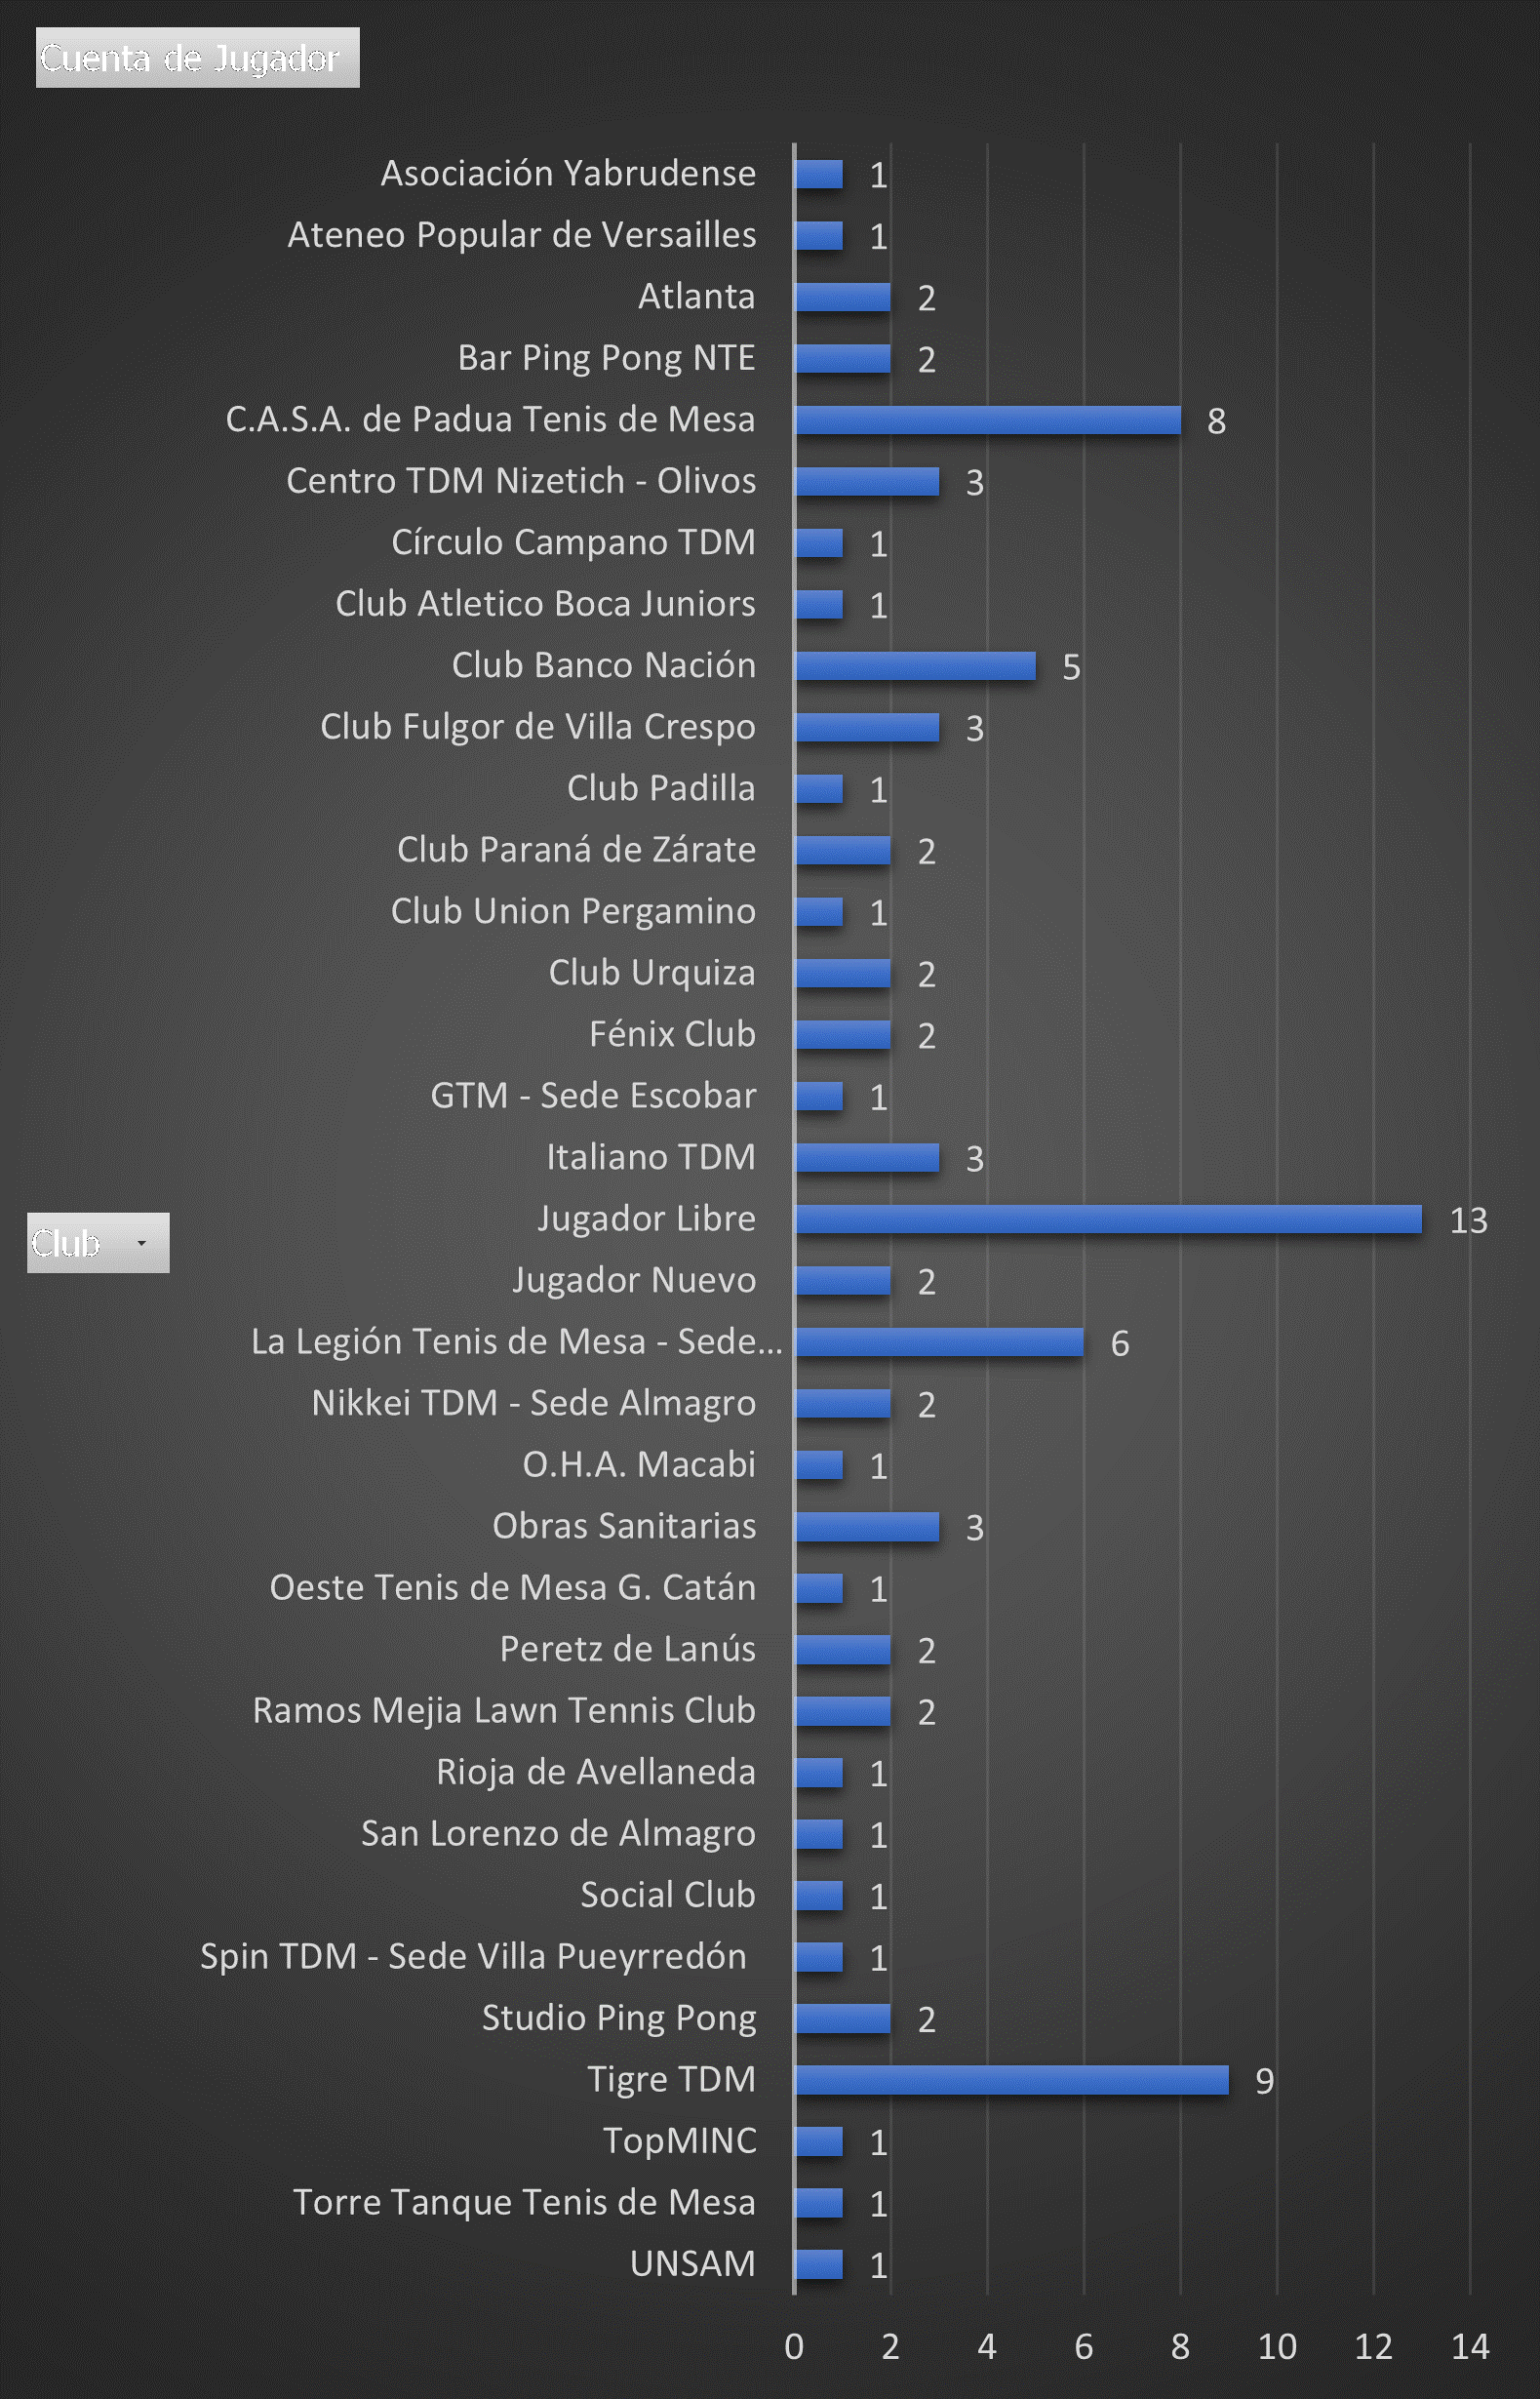 Cuenta de Jugador
Asociación Yabrudense 1
Ateneo Popular de Versailles 1
Atlanta 2
Bar Ping Pong NTE 2
C.A.S.A. de Padua Tenis de Mesa 8
Centro TDM Nizetich - Olivos 3
Círculo Campano TDM 1
Club Atletico Boca Juniors 1
Club Banco Nación 5
Club Fulgor de Villa Crespo 3
Club Padilla 1
Club Paraná de Zárate 2
Club Union Pergamino 1
Club Urquiza 2
Fénix Club 2
GTM - Sede Escobar 1
Italiano TDM 3
Jugador Libre 13
Club
Jugador Nuevo 2
La Legión Tenis de Mesa - Sede... 6
Nikkei TDM - Sede Almagro 2
O.H.A. Macabi 1
Obras Sanitarias 3
Oeste Tenis de Mesa G. Catán 1
Peretz de Lanús 2
Ramos Mejia Lawn Tennis Club 2
Rioja de Avellaneda 1
San Lorenzo de Almagro 1
Social Club 1
Spin TDM - Sede Villa Pueyrredón 1
Studio Ping Pong 2
Tigre TDM 9
TopMINC 1
Torre Tanque Tenis de Mesa 1
UNSAM 1
0 2 4 6 8 10 12 14